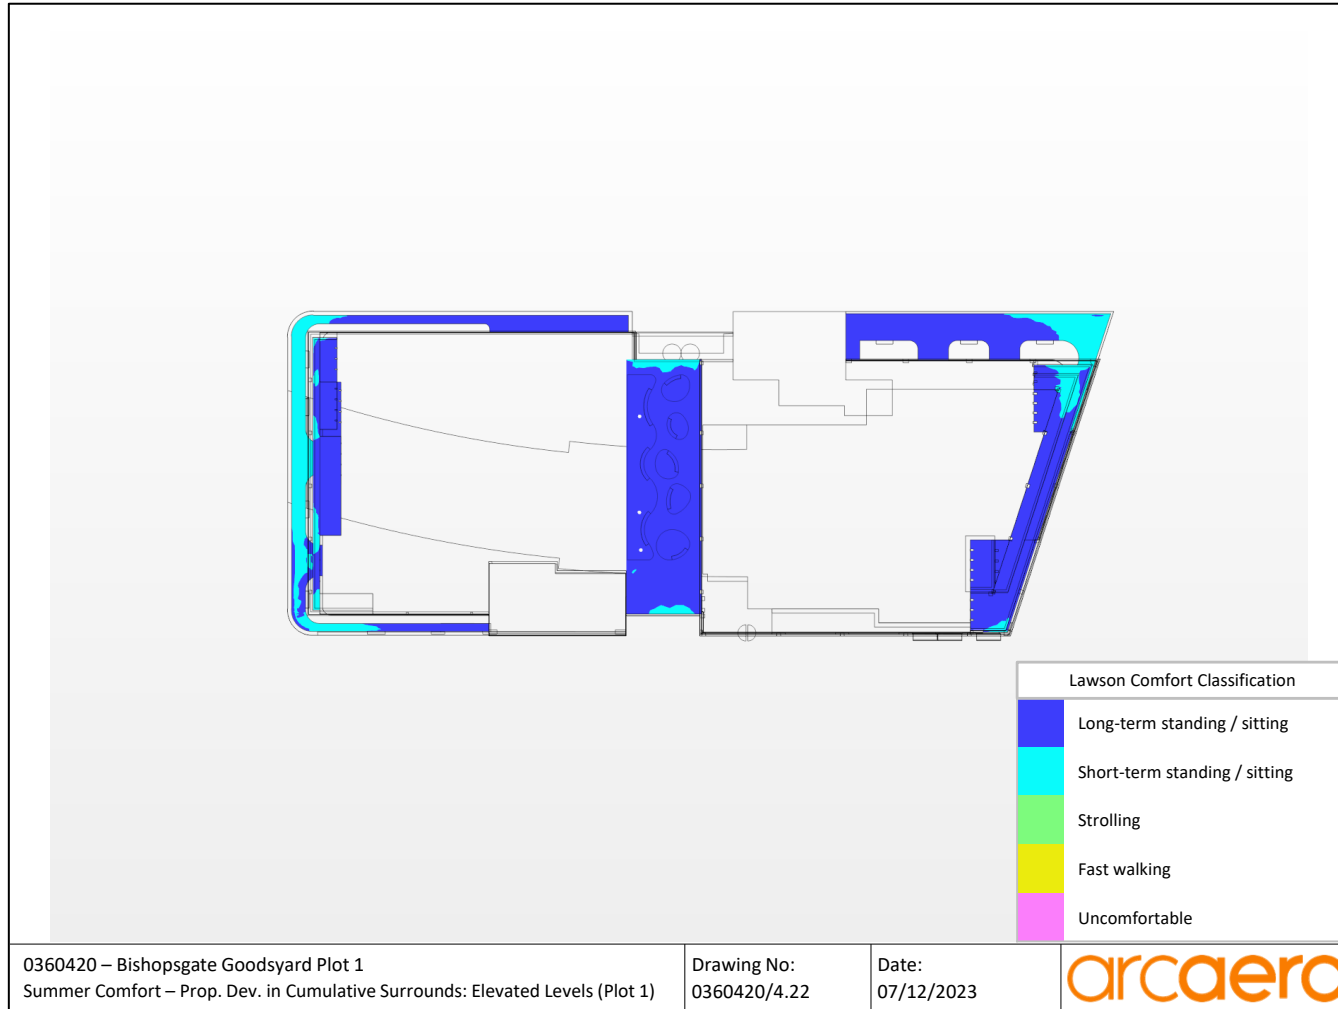 Lawson Comfort Classification
Long-term standing / sitting
Short-term standing / sitting
Strolling
Fast walking
Uncomfortable
0360420 – Bishopsgate Goodsyard Plot 1
Summer Comfort – Prop. Dev. in Cumulative Surrounds: Elevated Levels (Plot 1)
Drawing No:
0360420/4.22
Date:
07/12/2023
arcaero